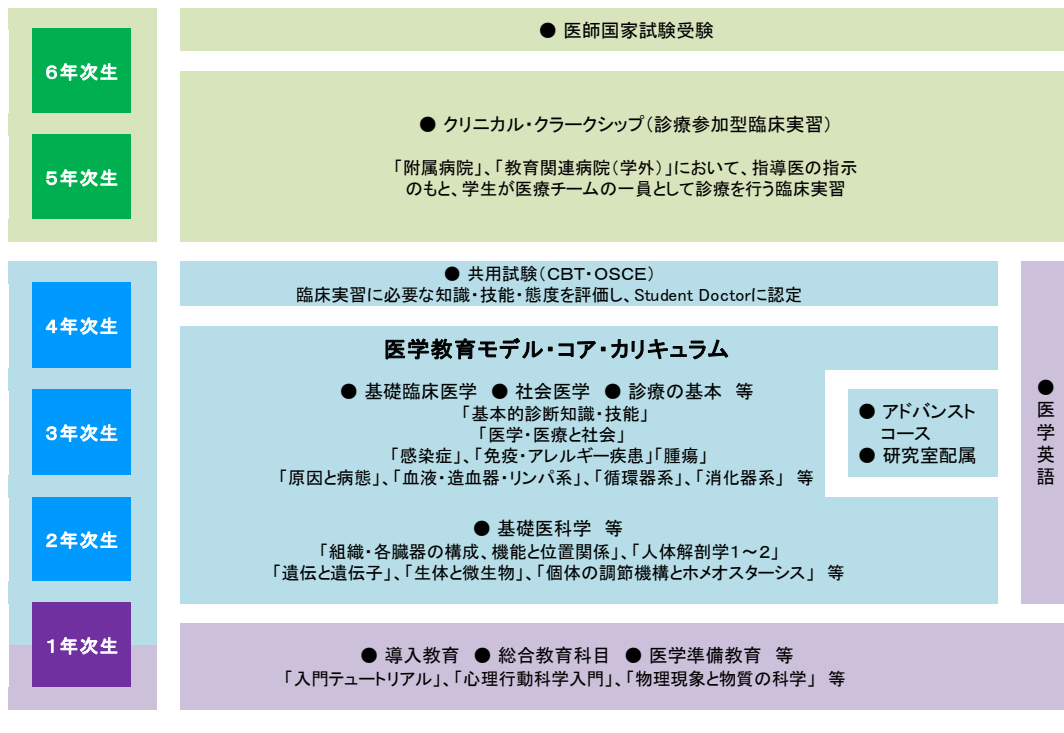 6年次生
● 医師国家試験受験
5年次生
● クリニカル・クラークシップ(診療参加型臨床実習)
「附属病院」、「教育関連病院(学外)」において、指導医の指示
のもと、学生が医療チームの一員として診療を行う臨床実習
4年次生
● 共用試験(CBT・OSCE)
臨床実習に必要な知識・技能・態度を評価し、Student Doctorに認定
医学教育モデル・コア・カリキュラム
3年次生
● 基礎臨床医学 ● 社会医学 ● 診療の基本 等
「基本的診断知識・技能」
「医学・医療と社会」
「感染症」、「免疫・アレルギー疾患」「腫瘍」
「原因と病態」、「血液・造血器・リンパ系」、「循環器系」、「消化器系」 等
● アドバンスト
コース
● 研究室配属
● 医学英語
2年次生
● 基礎医科学 等
「組織・各臓器の構成、機能と位置関係」、「人体解剖学1~2」
「遺伝と遺伝子」、「生体と微生物」、「個体の調節機構とホメオスターシス」 等
1年次生
● 導入教育 ● 総合教育科目 ● 医学準備教育 等
「入門テュートリアル」、「心理行動科学入門」、「物理現象と物質の科学」 等